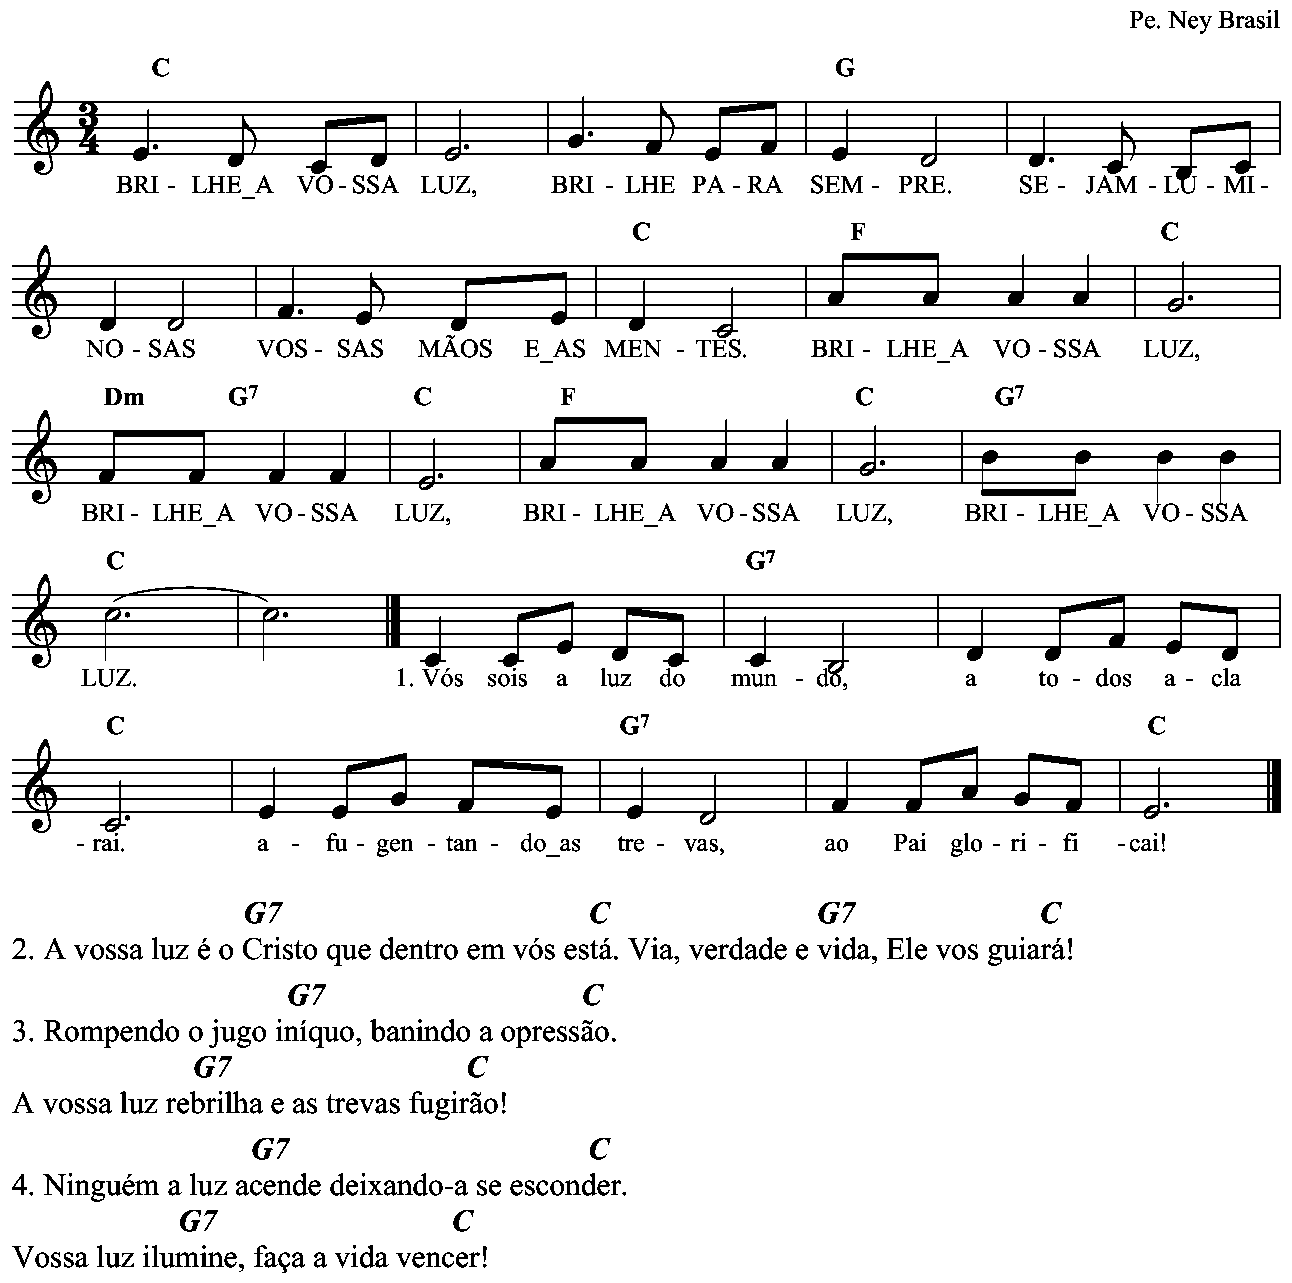 Pe. Ney Brasil
C G
3
4
BRI - LHE_A VO - SSA LUZ, BRI - LHE PA - RA SEM - PRE. SE - JAM - LU - MI -
C F C
NO - SAS VOS - SAS MÃOS E_AS MEN - TES. BRI - LHE_A VO - SSA LUZ,
Dm G7 C F C G7
BRI - LHE_A VO - SSA LUZ, BRI - LHE_A VO - SSA LUZ, BRI - LHE_A VO - SSA
C G7
LUZ. 1. Vós sois a luz do mun - do, a to - dos a - cla
C G7 C
- rai. a - fu - gen - tan - do_as tre - vas, ao Pai glo - ri - fi -cai!
G7 C G7 C
2. A vossa luz é o Cristo que dentro em vós está. Via, verdade e vida, Ele vos guiará!
G7 C
3. Rompendo o jugo iníquo, banindo a opressão.
G7 C
A vossa luz rebrilha e as trevas fugirão!
G7 C
4. Ninguém a luz acende deixando-a se esconder.
G7 C
Vossa luz ilumine, faça a vida vencer!